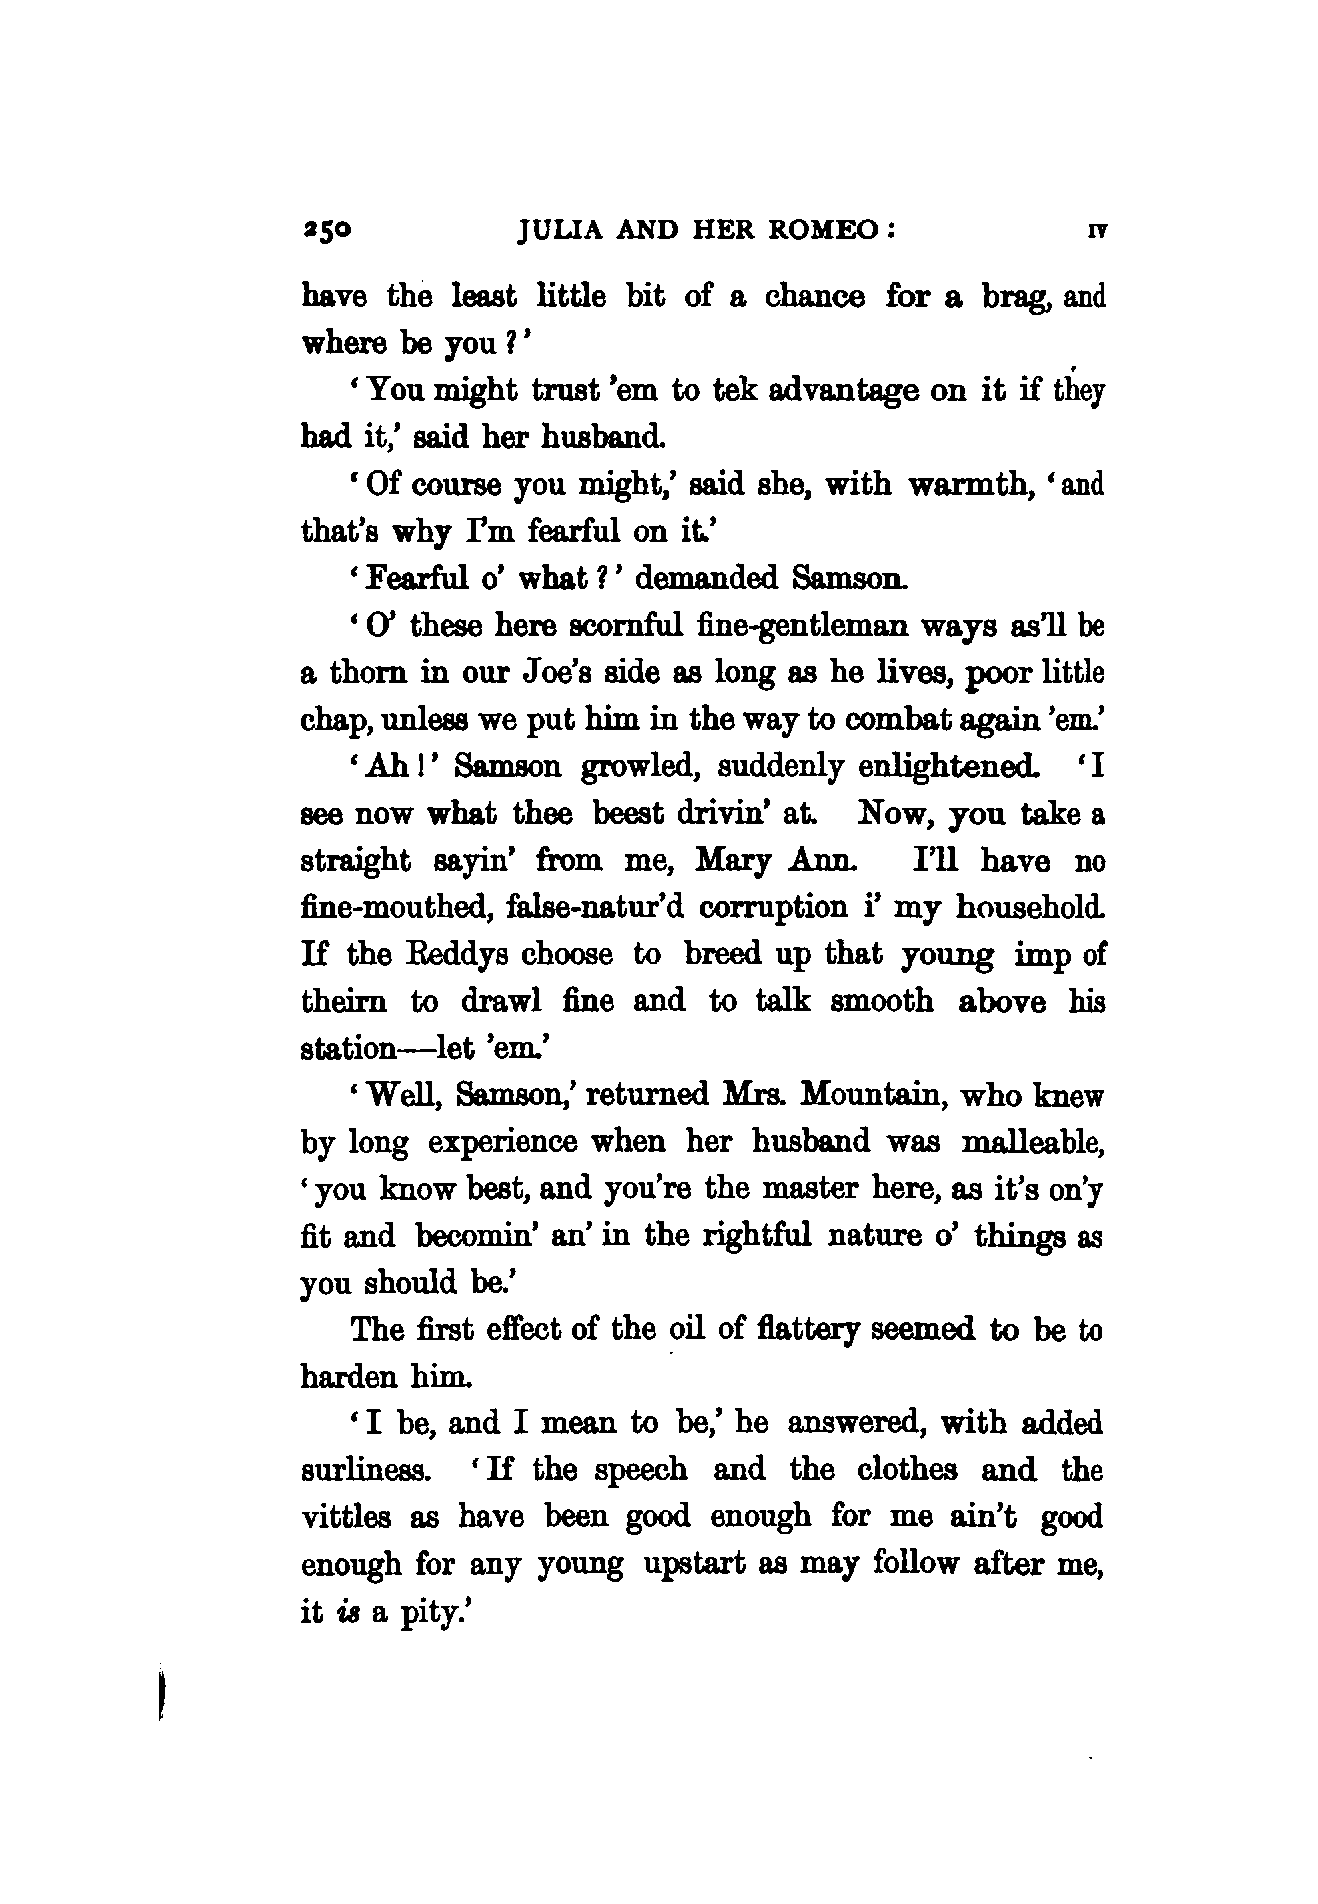 250 JULIA AND HER ROMEO: IV
have the least little bit of a chance for a brag, and
where be you?’
‘You might trust ’em to tek advantage on it if they
had it,’ said her husband.
‘Of course you might,’ said she, with warmth, ‘and
that’s why I’m fearful on it.’
‘Fearful o’ what?’ demanded Samson.
‘O’ these here scornful fine-gentleman ways as’ll be
a thorn in our Joe’s side as long as he lives, poor little
chap, unless we put him in the way to combat again ’em.’
‘Ah!’ Samson growled, suddenly enlightened. ‘I
see now what thee beest drivin’ at. Now, you take a
straight sayin’ from me, Mary Ann. I’ll have no
fine-mouthed, false-natur’d corruption i’ my household.
If the Reddys choose to breed up that young imp of
theirn to drawl fine and to talk smooth above his
station—let ’em.’
‘Well, Samson,’ returned Mrs. Mountain, who knew
by long experience when her husband was malleable,
‘you know best, and you’re the master here, as it’s on’y
fit and becomin’ an’ in the rightful nature o’ things as
you should be.’
The first effect of the oil of flattery seemed to be to
harden him.
‘I be, and I mean to be,’ he answered, with added
surliness. ‘If the speech and the clothes and the
vittles as have been good enough for me ain’t good
enough for any young upstart as may follow after me,
it is a pity.’